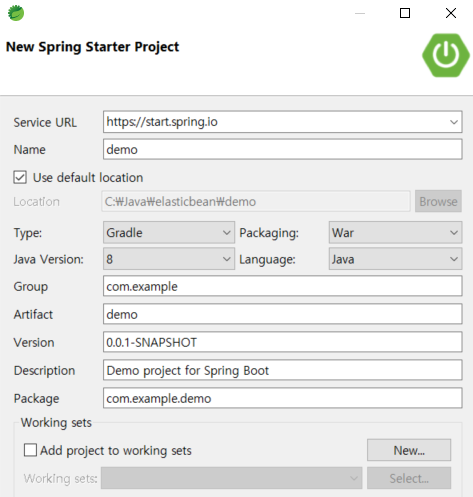 New Spring Starter Project
Service URL https://start.spring.io
Name demo
Use default location
Location C:₩Java₩elasticbean₩demo Browse
Type: Gradle Packaging: War
Java Version: 8 Language: Java
Group com.example
Artifact demo
Version 0.0.1-SNAPSHOT
Description Demo project for Spring Boot
Package com.example.demo
Working sets
Add project to working sets New...
Working sets: Select...